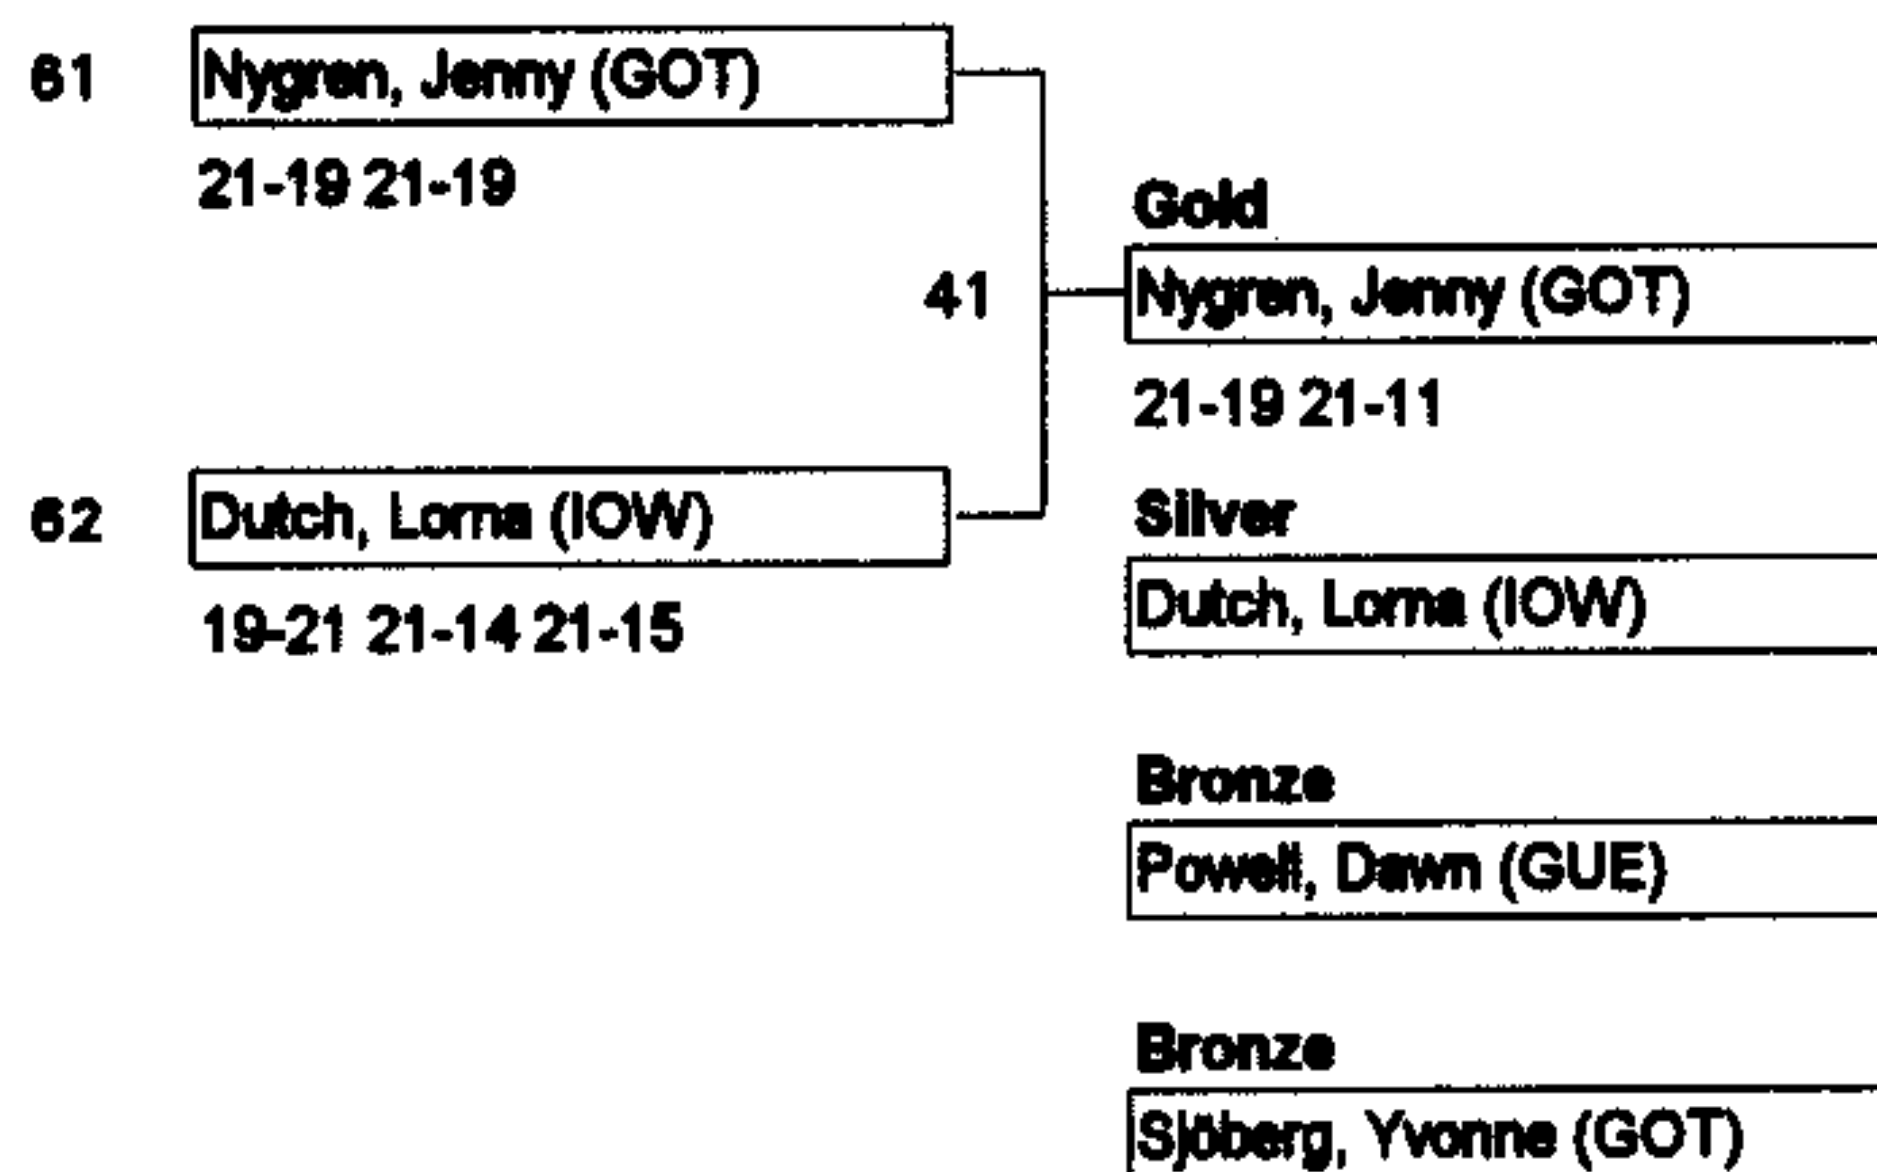 61 Nygren, Jenny (GOT)
21-19 21-19
Gold
41 Nygren, Jenny (GOT)
21-19 21-11
62 Dutch, Lorna (IOW)
19-21 21-14 21-15
Silver
Dutch, Lorna (IOW)
Bronze
Powell, Dawn (GUE)
Bronze
Sjöberg, Yvonne (GOT)